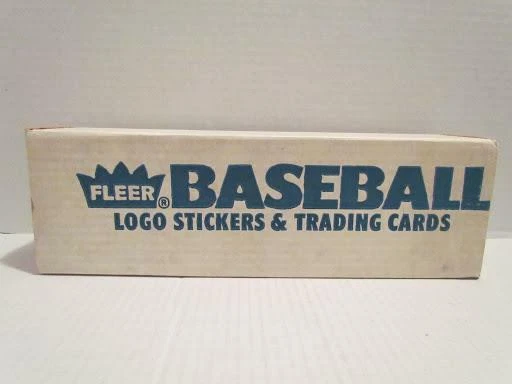 FLEER® BASEBALL
LOGO STICKERS & TRADING CARDS